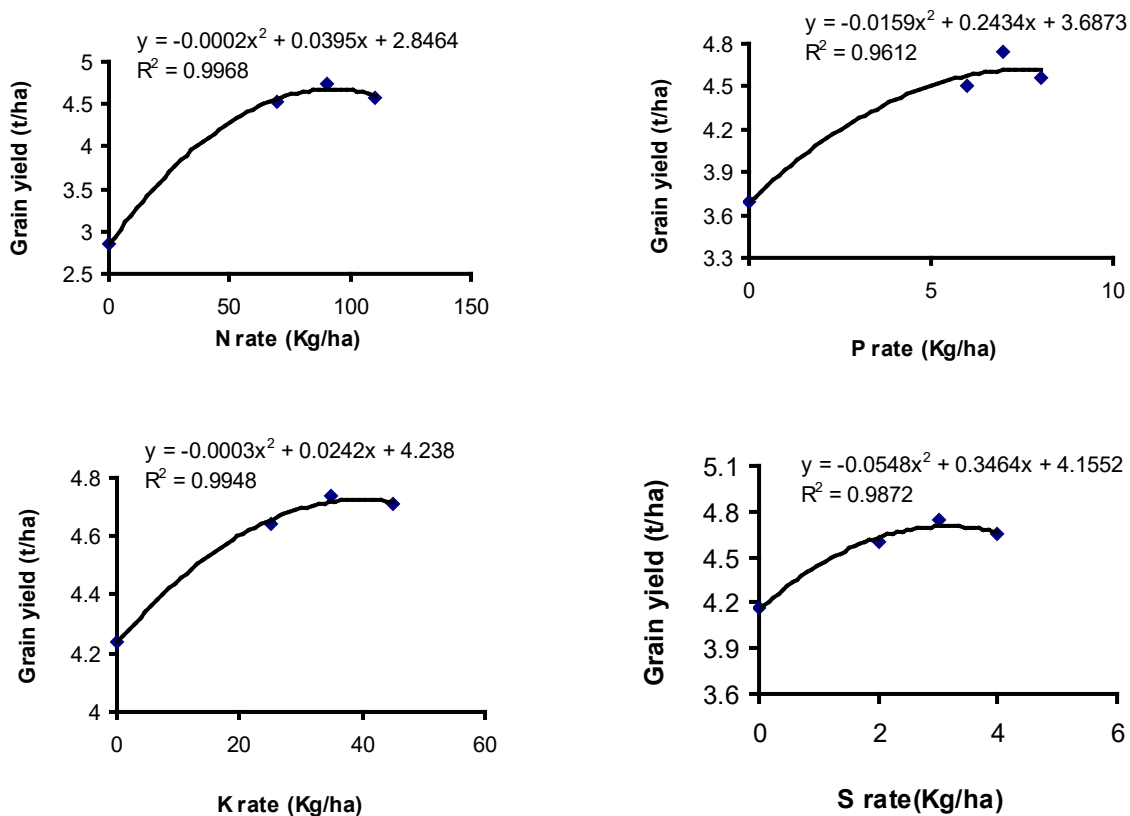 y = -0.0002x² + 0.0395x + 2.8464
R² = 0.9968
5
4.5
4
3.5
3
2.5
0 50 100 150
Grain yield (t/ha)
N rate (Kg/ha)
y = -0.0159x² + 0.2434x + 3.6873
R² = 0.9612
4.8
4.5
4.2
3.9
3.6
3.3
0 5 10
Grain yield (t/ha)
P rate (Kg/ha)
y = -0.0003x² + 0.0242x + 4.238
R² = 0.9948
4.8
4.6
4.4
4.2
4
0 20 40 60
Grain yield (t/ha)
K rate (Kg/ha)
y = -0.0548x² + 0.3464x + 4.1552
R² = 0.9872
5.1
4.8
4.5
4.2
3.9
3.6
0 2 4 6
Grain yield (t/ha)
S rate(Kg/ha)